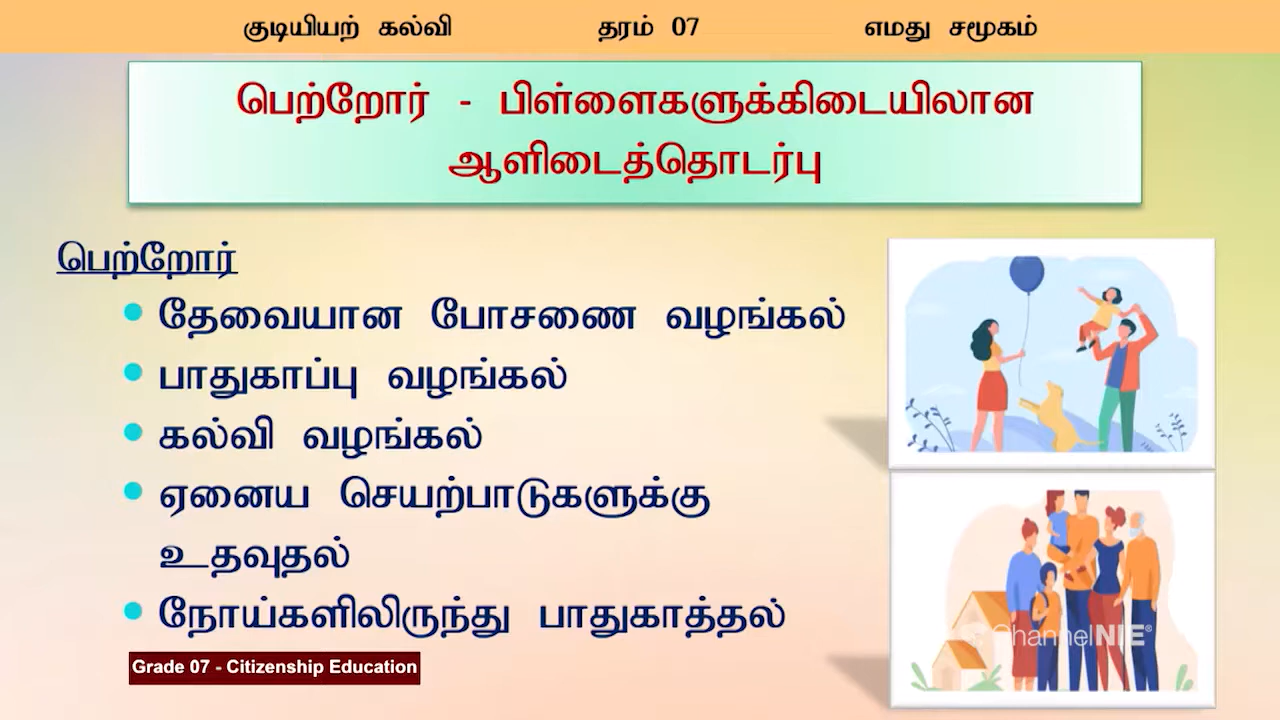 குடியியற் கல்வி தரம் 07 எமது சமூகம்
பெற்றோர் - பிள்ளைகளுக்கிடையிலான
ஆளிடைத்தொடர்பு
பெற்றோர்
தேவையான போசணை வழங்கல்
பாதுகாப்பு வழங்கல்
கல்வி வழங்கல்
ஏனைய செயற்பாடுகளுக்கு
உதவுதல்
நோய்களிலிருந்து பாதுகாத்தல்
ChannelNIE®
Grade 07 - Citizenship Education